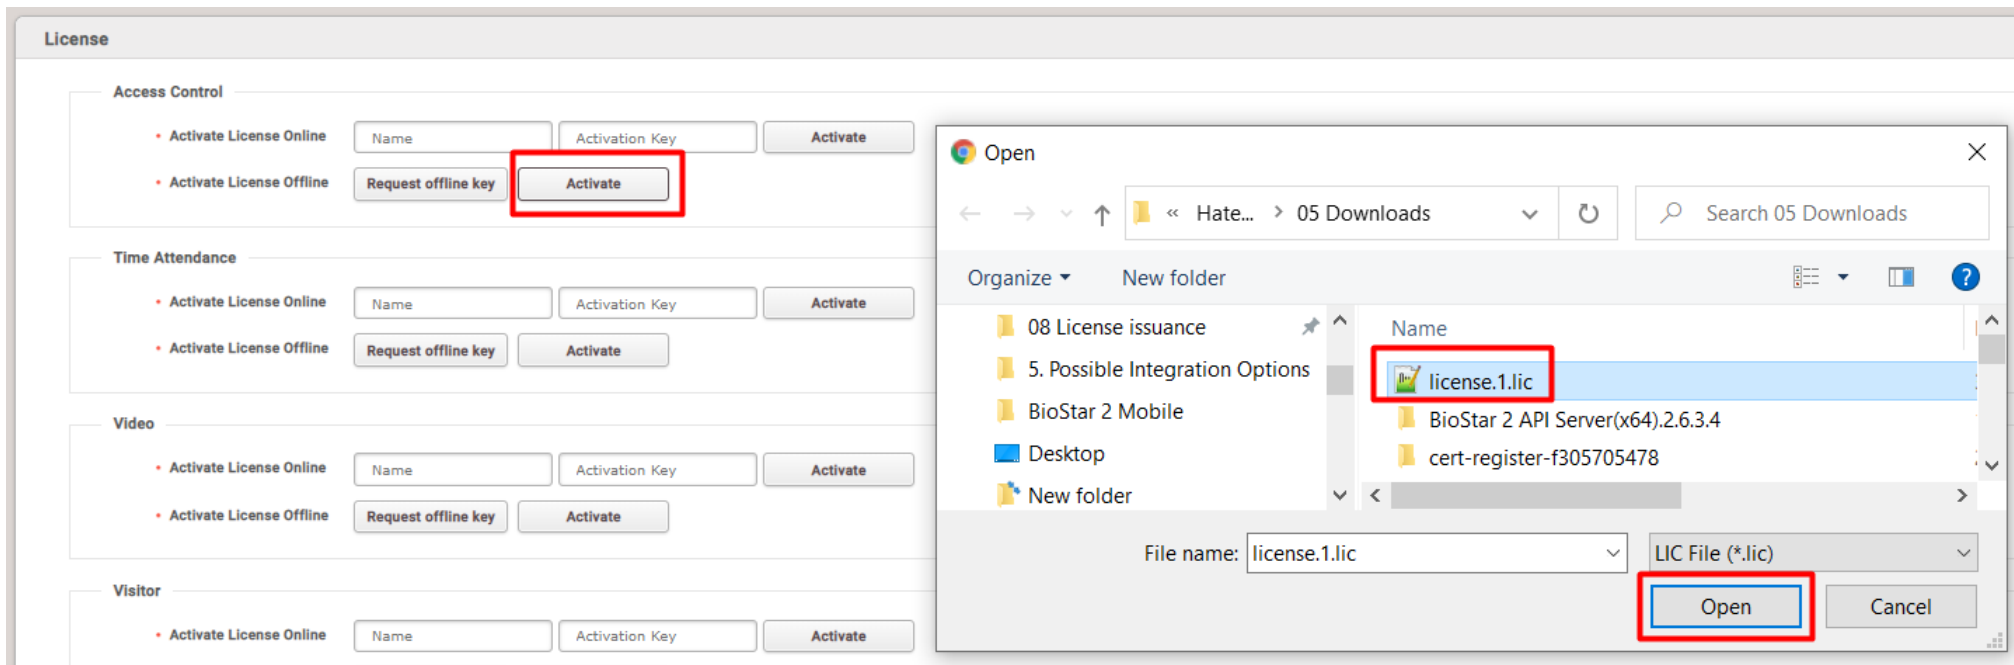 License
Access Control
Activate License Online Name Activation Key Activate
Activate License Offline Request offline key Activate
Time Attendance
Activate License Online Name Activation Key Activate
Activate License Offline Request offline key Activate
Video
Activate License Online Name Activation Key Activate
Activate License Offline Request offline key Activate
Visitor
Activate License Online Name Activation Key Activate
Open
« Hate... > 05 Downloads Search 05 Downloads
Organize New folder ?
08 License issuance
5. Possible Integration Options
BioStar 2 Mobile
Desktop
New folder
Name
license.1.lic
BioStar 2 API Server(x64).2.6.3.4
cert-register-f305705478
File name: license.1.lic LIC File (*.lic)
Open Cancel